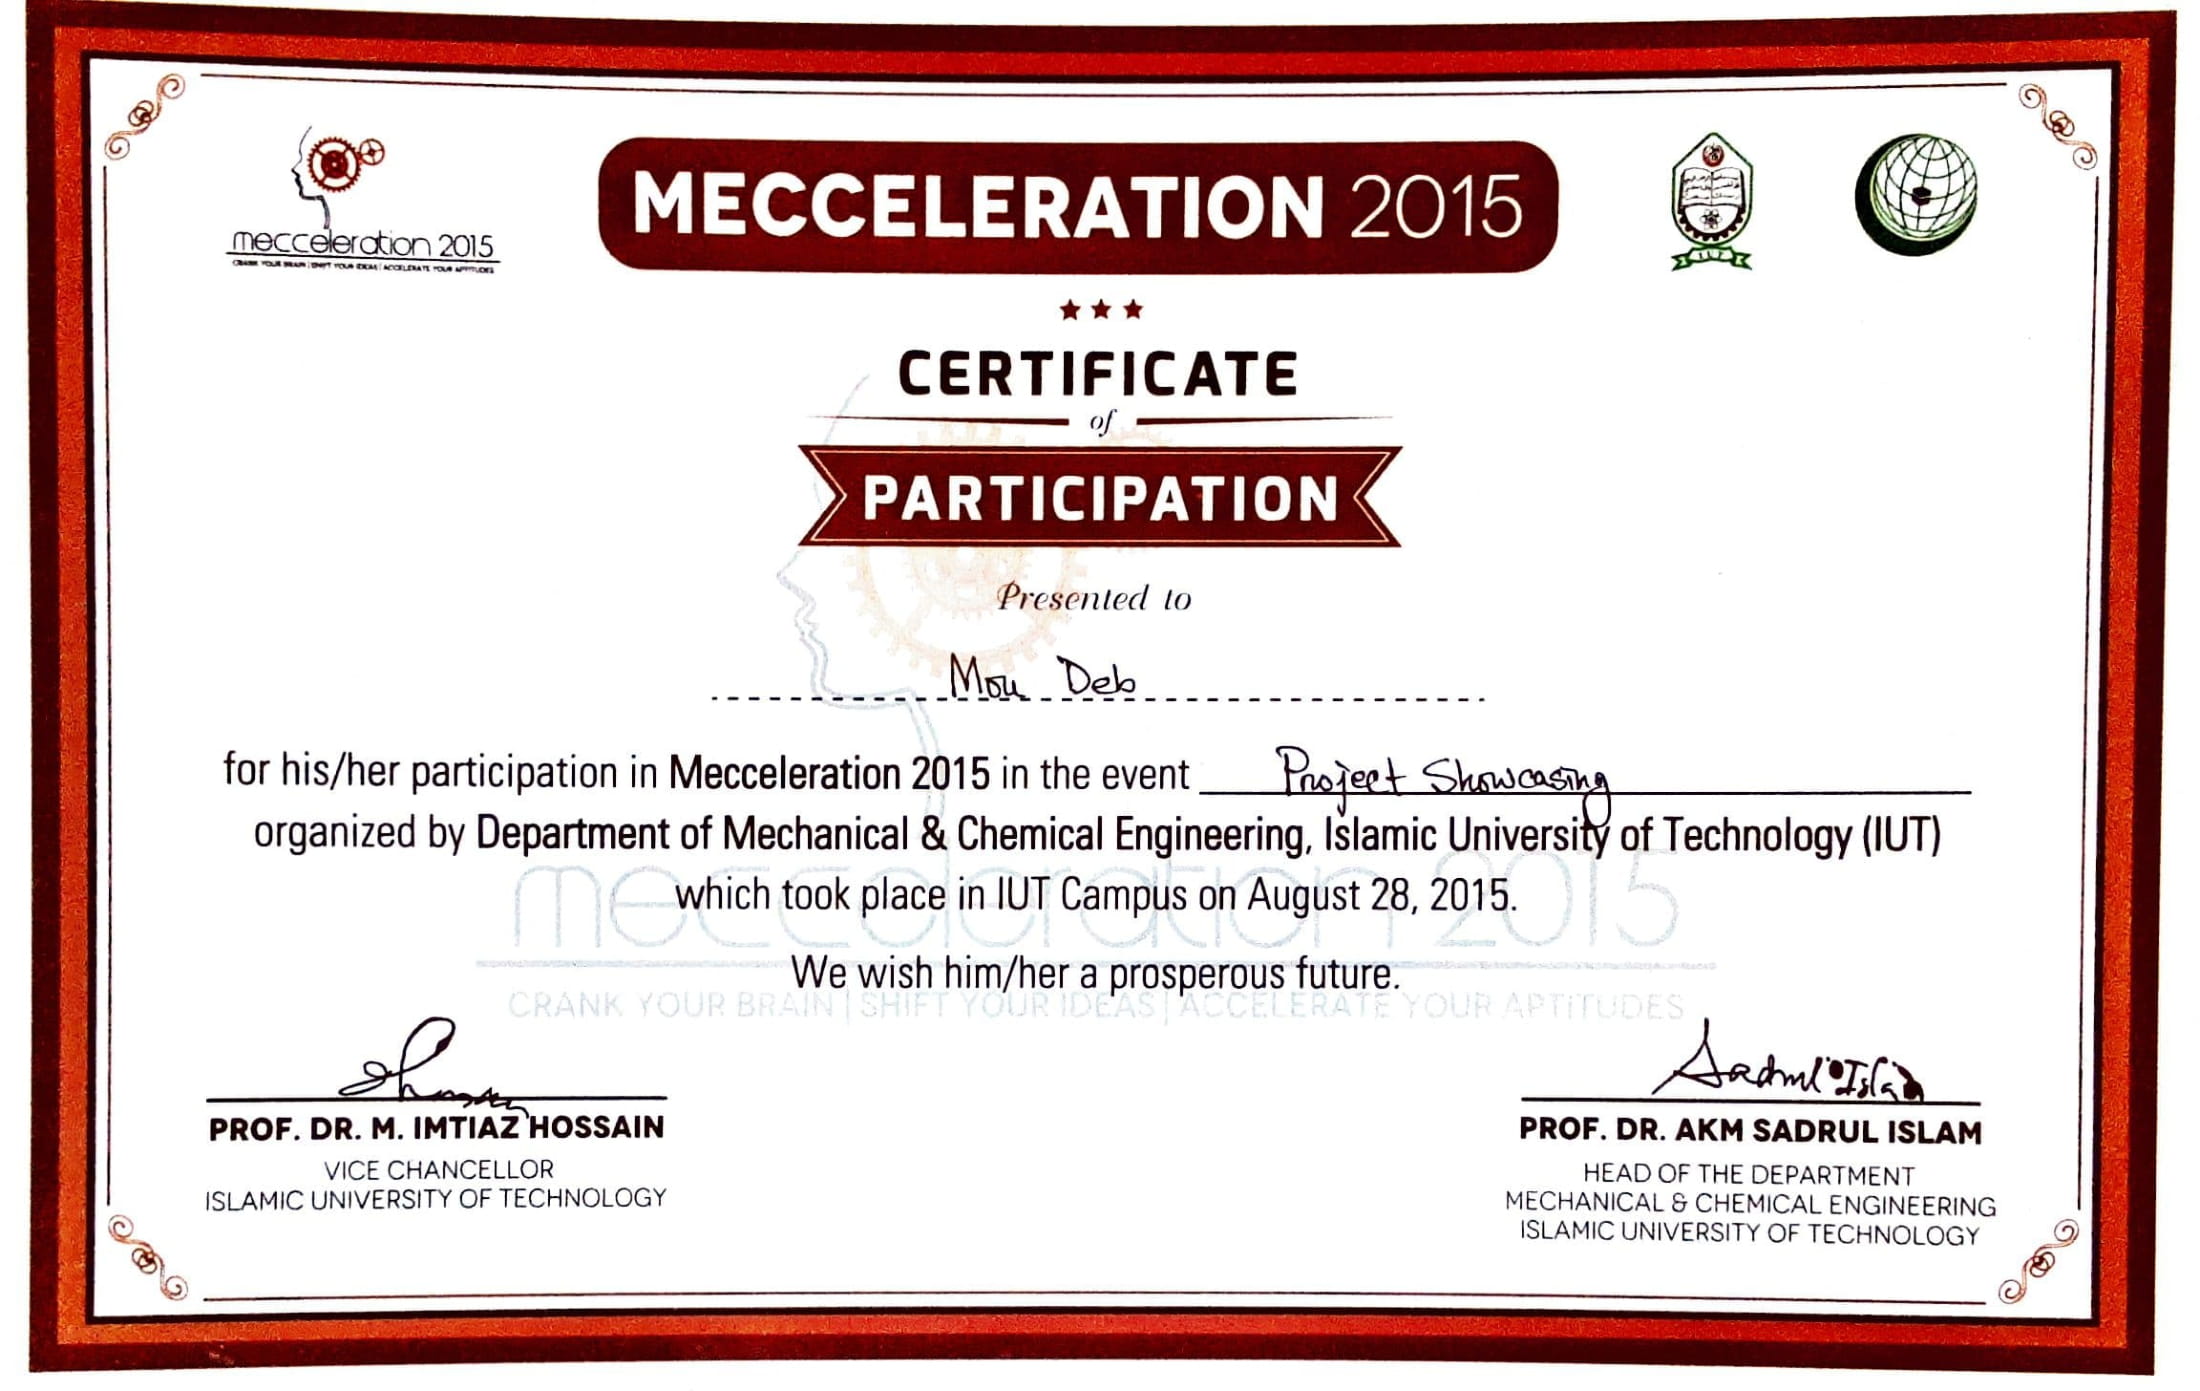 mecceleration 2015
CRANK YOUR BRAIN | SHIFT YOUR IDEAS | ACCELERATE YOUR APTITUDES
MECCELERATION 2015
IUT
CERTIFICATE
of
PARTICIPATION
Presented to
Mou Deb
for his/her participation in Mecceleration 2015 in the event Project Showcasing
organized by Department of Mechanical & Chemical Engineering, Islamic University of Technology (IUT)
which took place in IUT Campus on August 28, 2015.
mecceleration 2015
We wish him/her a prosperous future.
CRANK YOUR BRAIN | SHIFT YOUR IDEAS | ACCELERATE YOUR APTITUDES
Sadrul Islam
PROF. DR. M. IMTIAZ HOSSAIN
VICE CHANCELLOR
ISLAMIC UNIVERSITY OF TECHNOLOGY
PROF. DR. AKM SADRUL ISLAM
HEAD OF THE DEPARTMENT
MECHANICAL & CHEMICAL ENGINEERING
ISLAMIC UNIVERSITY OF TECHNOLOGY